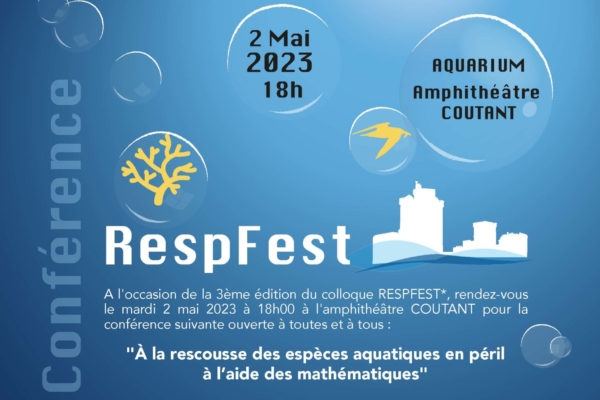 Conférence
2 Mai
2023
18h
AQUARIUM
Amphithéâtre
COUTANT
RespFest
A l'occasion de la 3ème édition du colloque RESPFEST*, rendez-vous
le mardi 2 mai 2023 à 18h00 à l'amphithéâtre COUTANT pour la
conférence suivante ouverte à toutes et à tous :
"À la rescousse des espèces aquatiques en péril
à l’aide des mathématiques"